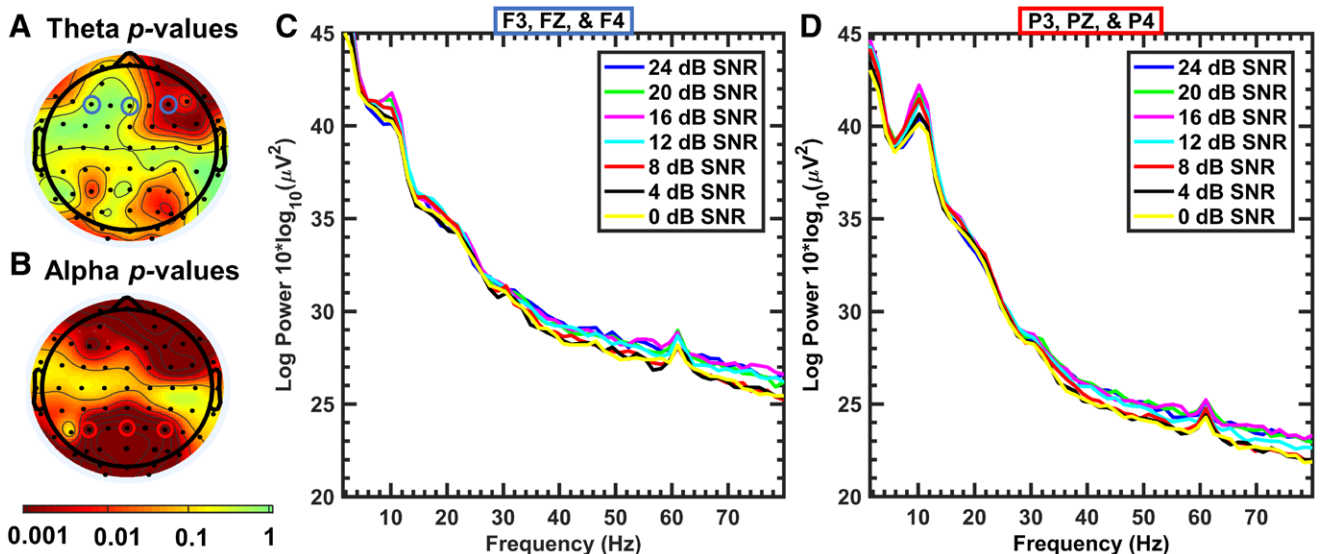 A Theta p-values
B Alpha p-values
0.001 0.01 0.1 1
C F3, FZ, & F4
45
40
35
30
25
20
Log Power 10*log10(μV2)
24 dB SNR
20 dB SNR
16 dB SNR
12 dB SNR
8 dB SNR
4 dB SNR
0 dB SNR
10 20 30 40 50 60 70
Frequency (Hz)
D P3, PZ, & P4
45
40
35
30
25
20
Log Power 10*log10(μV2)
24 dB SNR
20 dB SNR
16 dB SNR
12 dB SNR
8 dB SNR
4 dB SNR
0 dB SNR
10 20 30 40 50 60 70
Frequency (Hz)